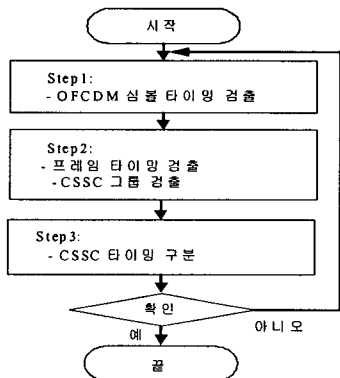 시작
Step1:
- OFCDM 심볼 타이밍 검출
Step2:
- 프레임 타이밍 검출
-CSSC 그룹 검출
Step3:
- CSSC 타이밍 구분
확인
아니오
예
끝